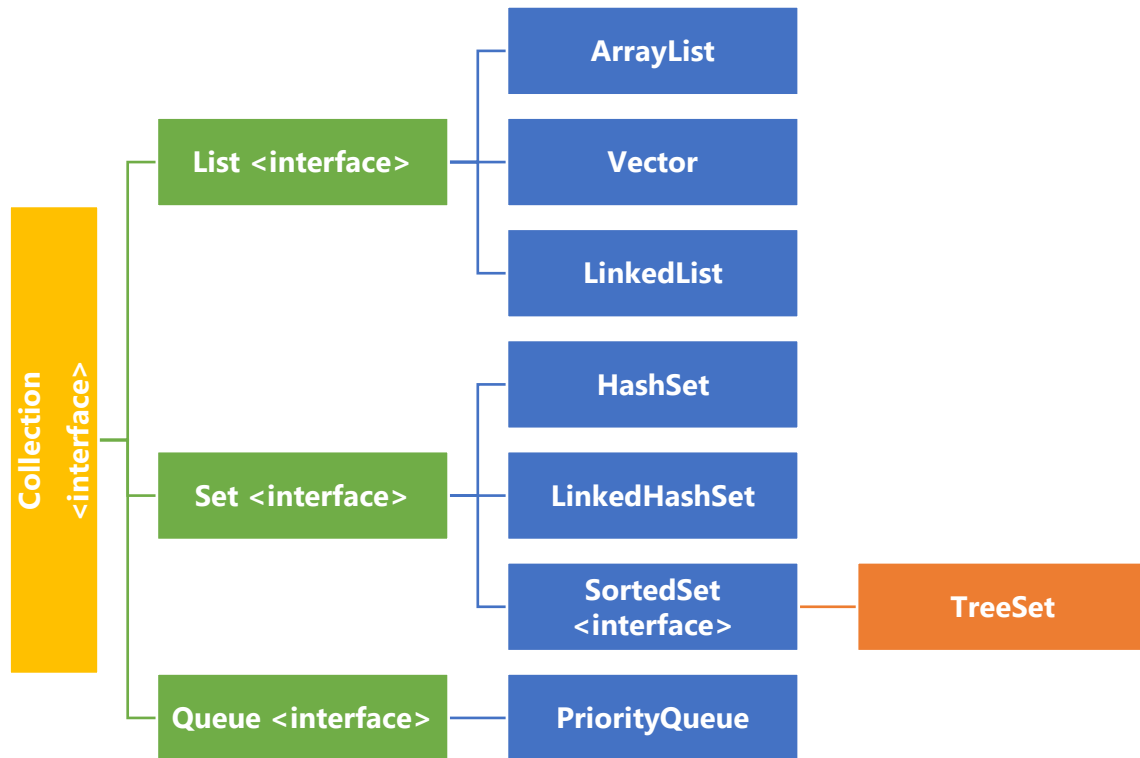 Collection
<interface>
List <interface>
ArrayList
Vector
LinkedList
Set <interface>
HashSet
LinkedHashSet
SortedSet
<interface>
TreeSet
Queue <interface>
PriorityQueue